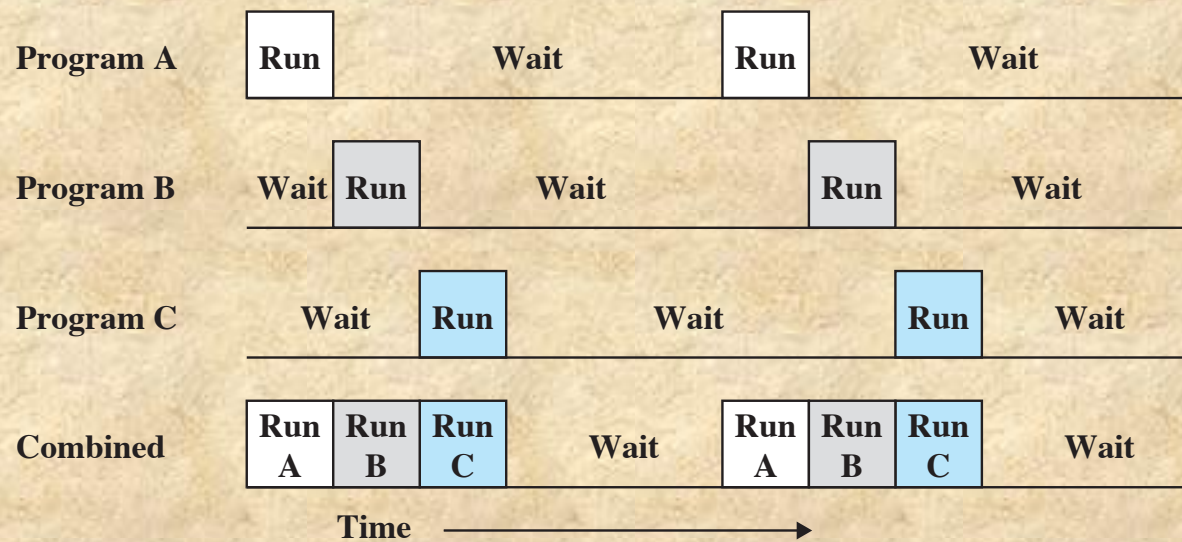 Program A Run Wait Run Wait
Program B Wait Run Wait Run Wait
Program C Wait Run Wait Run Wait
Combined Run A Run B Run C Wait Run A Run B Run C Wait
Time